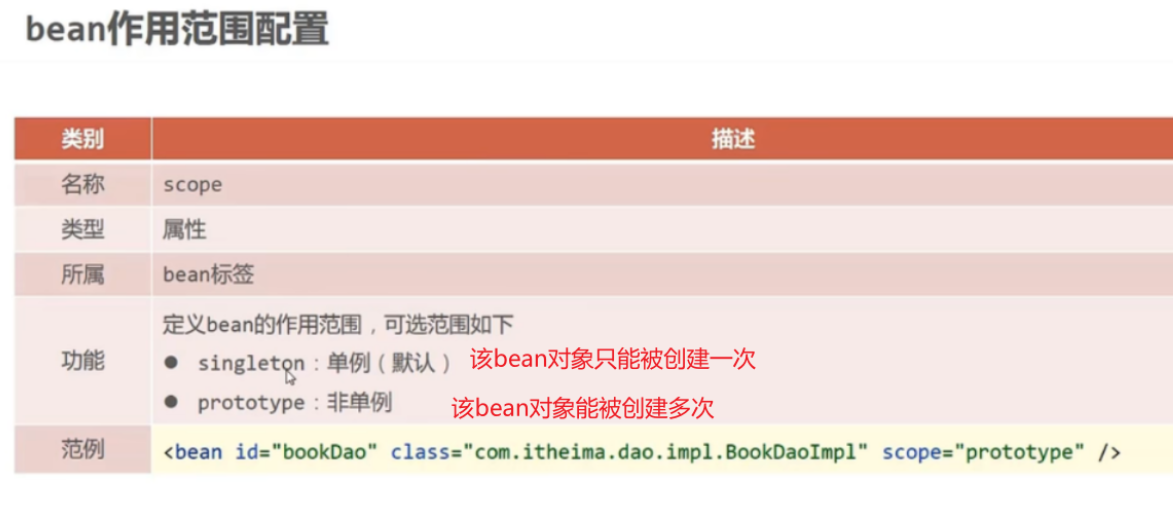 bean作用范围配置
类别 描述
名称 scope
类型 属性
所属 bean标签
功能 定义bean的作用范围，可选范围如下
● singleton：单例（默认） 该bean对象只能被创建一次
● prototype：非单例 该bean对象能被创建多次
范例 <bean id="bookDao" class="com.itheima.dao.impl.BookDaoImpl" scope="prototype" />